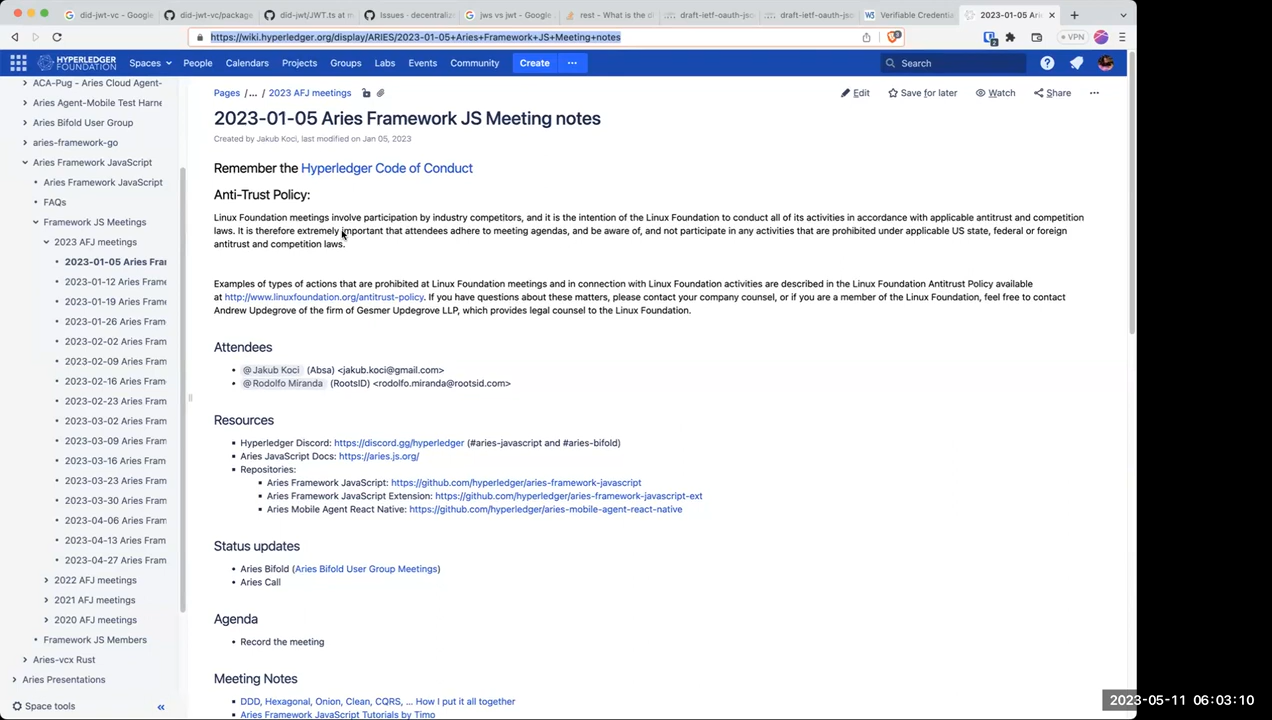 did-jwt-vc - Google
did-jwt-vc/package
did-jwt/JWT.ts at m
Issues · decentraliz
jws vs jwt - Google
rest - What is the d
draft-ietf-oauth-jso
draft-ietf-oauth-jso
Verifiable Credentia
2023-01-05 Ari
https://wiki.hyperledger.org/display/ARIES/2023-01-05+Aries+Framework+JS+Meeting+notes
VPN
HYPERLEDGER
FOUNDATION
Spaces
People
Calendars
Projects
Groups
Labs
Events
Community
Create
Search
ACA-Pug - Aries Cloud Agent-
Aries Agent-Mobile Test Harne
Aries Bifold User Group
aries-framework-go
Aries Framework JavaScript
Aries Framework JavaScript
FAQs
Framework JS Meetings
2023 AFJ meetings
2023-01-05 Aries Fra
2023-01-12 Aries Frame
2023-01-19 Aries Frame
2023-01-26 Aries Fram
2023-02-02 Aries Fram
2023-02-09 Aries Fram
2023-02-16 Aries Fram
2023-02-23 Aries Fram
2023-03-02 Aries Fram
2023-03-09 Aries Fram
2023-03-16 Aries Fram
2023-03-23 Aries Fram
2023-03-30 Aries Fram
2023-04-06 Aries Fram
2023-04-13 Aries Fram
2023-04-27 Aries Fram
2022 AFJ meetings
2021 AFJ meetings
2020 AFJ meetings
Framework JS Members
Aries-vcx Rust
Aries Presentations
Space tools
Pages /... / 2023 AFJ meetings
Edit
Save for later
Watch
Share
2023-01-05 Aries Framework JS Meeting notes
Created by Jakub Koci, last modified on Jan 05, 2023
Remember the Hyperledger Code of Conduct
Anti-Trust Policy:
Linux Foundation meetings involve participation by industry competitors, and it is the intention of the Linux Foundation to conduct all of its activities in accordance with applicable antitrust and competition
laws. It is therefore extremely important that attendees adhere to meeting agendas, and be aware of, and not participate in any activities that are prohibited under applicable US state, federal or foreign
antitrust and competition laws.
Examples of types of actions that are prohibited at Linux Foundation meetings and in connection with Linux Foundation activities are described in the Linux Foundation Antitrust Policy available
at http://www.linuxfoundation.org/antitrust-policy. If you have questions about these matters, please contact your company counsel, or if you are a member of the Linux Foundation, feel free to contact
Andrew Updegrove of the firm of Gesmer Updegrove LLP, which provides legal counsel to the Linux Foundation.
Attendees
@Jakub Koci (Absa) <jakub.koci@gmail.com>
@Rodolfo Miranda (RootsID) <rodolfo.miranda@rootsid.com>
Resources
Hyperledger Discord: https://discord.gg/hyperledger (#aries-javascript and #aries-bifold)
Aries JavaScript Docs: https://aries.js.org/
Repositories:
Aries Framework JavaScript: https://github.com/hyperledger/aries-framework-javascript
Aries Framework JavaScript Extension: https://github.com/hyperledger/aries-framework-javascript-ext
Aries Mobile Agent React Native: https://github.com/hyperledger/aries-mobile-agent-react-native
Status updates
Aries Bifold (Aries Bifold User Group Meetings)
Aries Call
Agenda
Record the meeting
Meeting Notes
DDD, Hexagonal, Onion, Clean, CQRS, ... How I put it all together
Aries Framework JavaScript Tutorials by Timo
2023-05-11 06:03:10